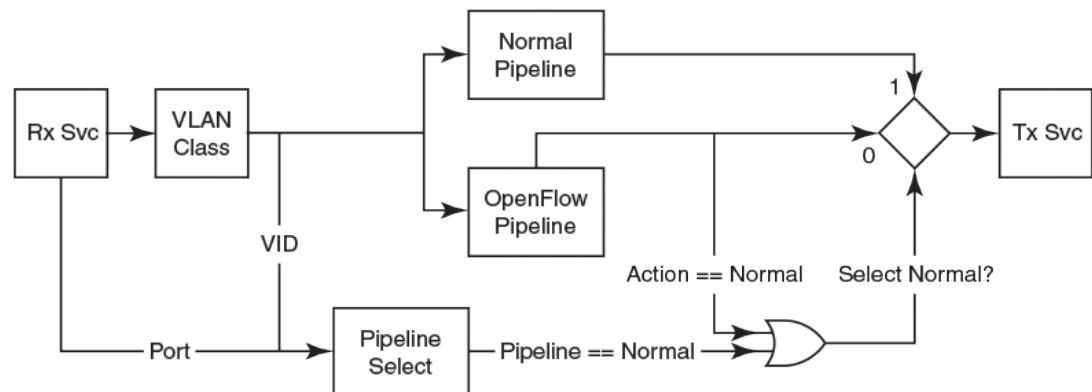 Normal
Pipeline
1
Rx Svc
VLAN
Class
Tx Svc
0
OpenFlow
Pipeline
VID
Action == Normal
Select Normal?
Port
Pipeline
Select
Pipeline == Normal